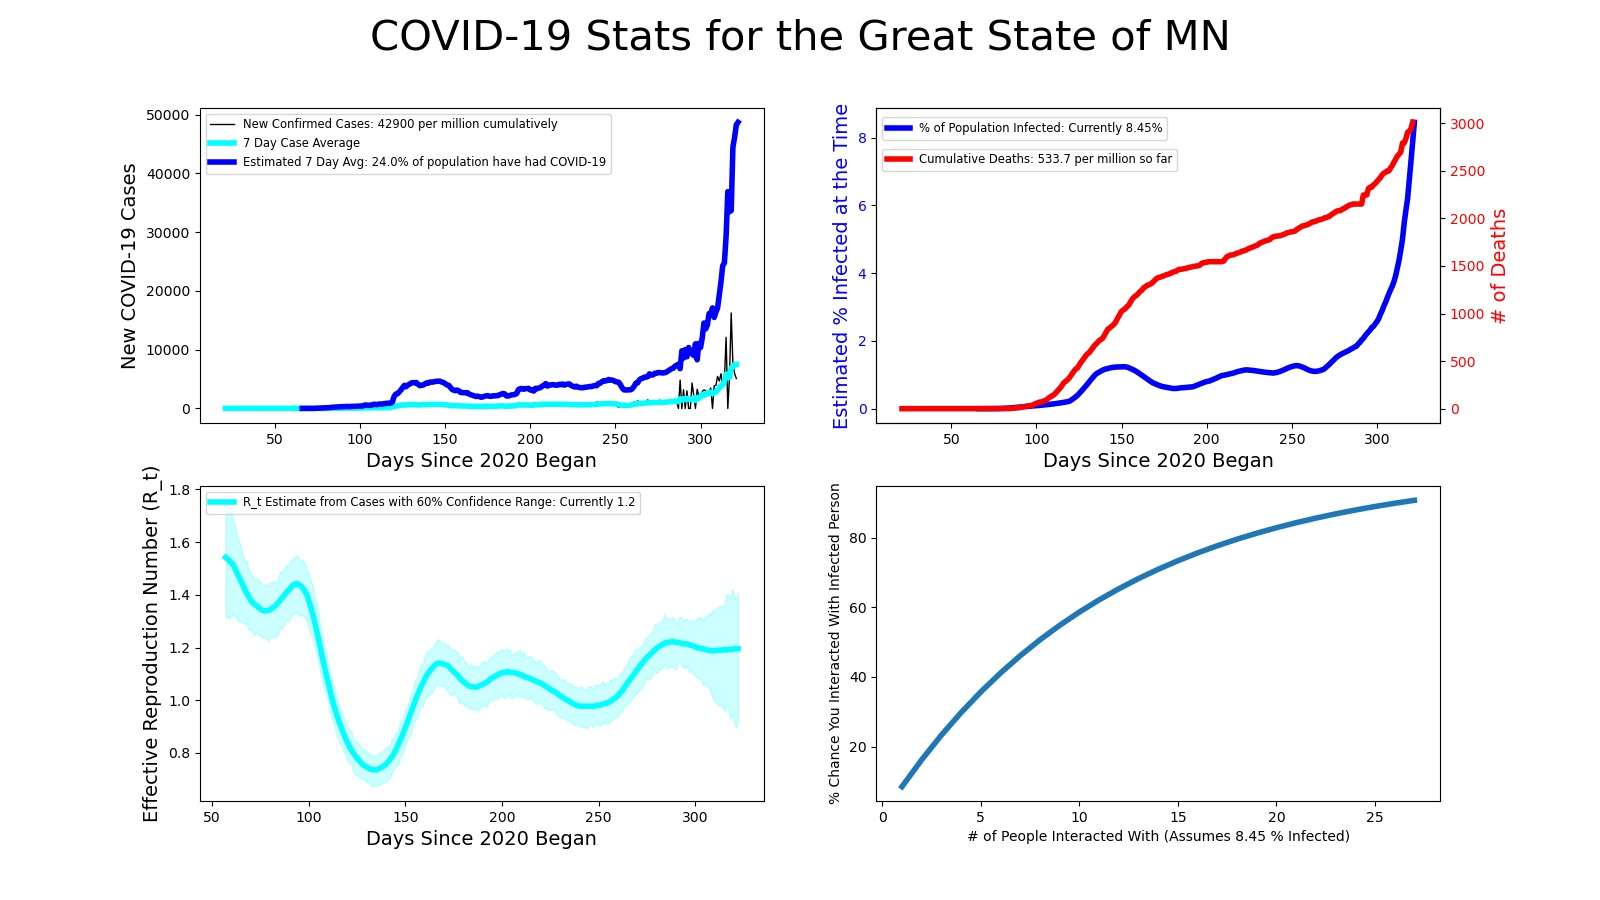 COVID-19 Stats for the Great State of MN
New COVID-19 Cases
50000
40000
30000
20000
10000
0
New Confirmed Cases: 42900 per million cumulatively
7 Day Case Average
Estimated 7 Day Avg: 24.0% of population have had COVID-19
50 100 150 200 250 300
Days Since 2020 Began
Estimated % Infected at the Time
8
6
4
2
0
% of Population Infected: Currently 8.45%
Cumulative Deaths: 533.7 per million so far
3000
2500
2000
1500
1000
500
0
# of Deaths
50 100 150 200 250 300
Days Since 2020 Began
Effective Reproduction Number (R_t)
1.8
1.6
1.4
1.2
1.0
0.8
R_t Estimate from Cases with 60% Confidence Range: Currently 1.2
50 100 150 200 250 300
Days Since 2020 Began
% Chance You Interacted With Infected Person
80
60
40
20
0 5 10 15 20 25
# of People Interacted With (Assumes 8.45 % Infected)